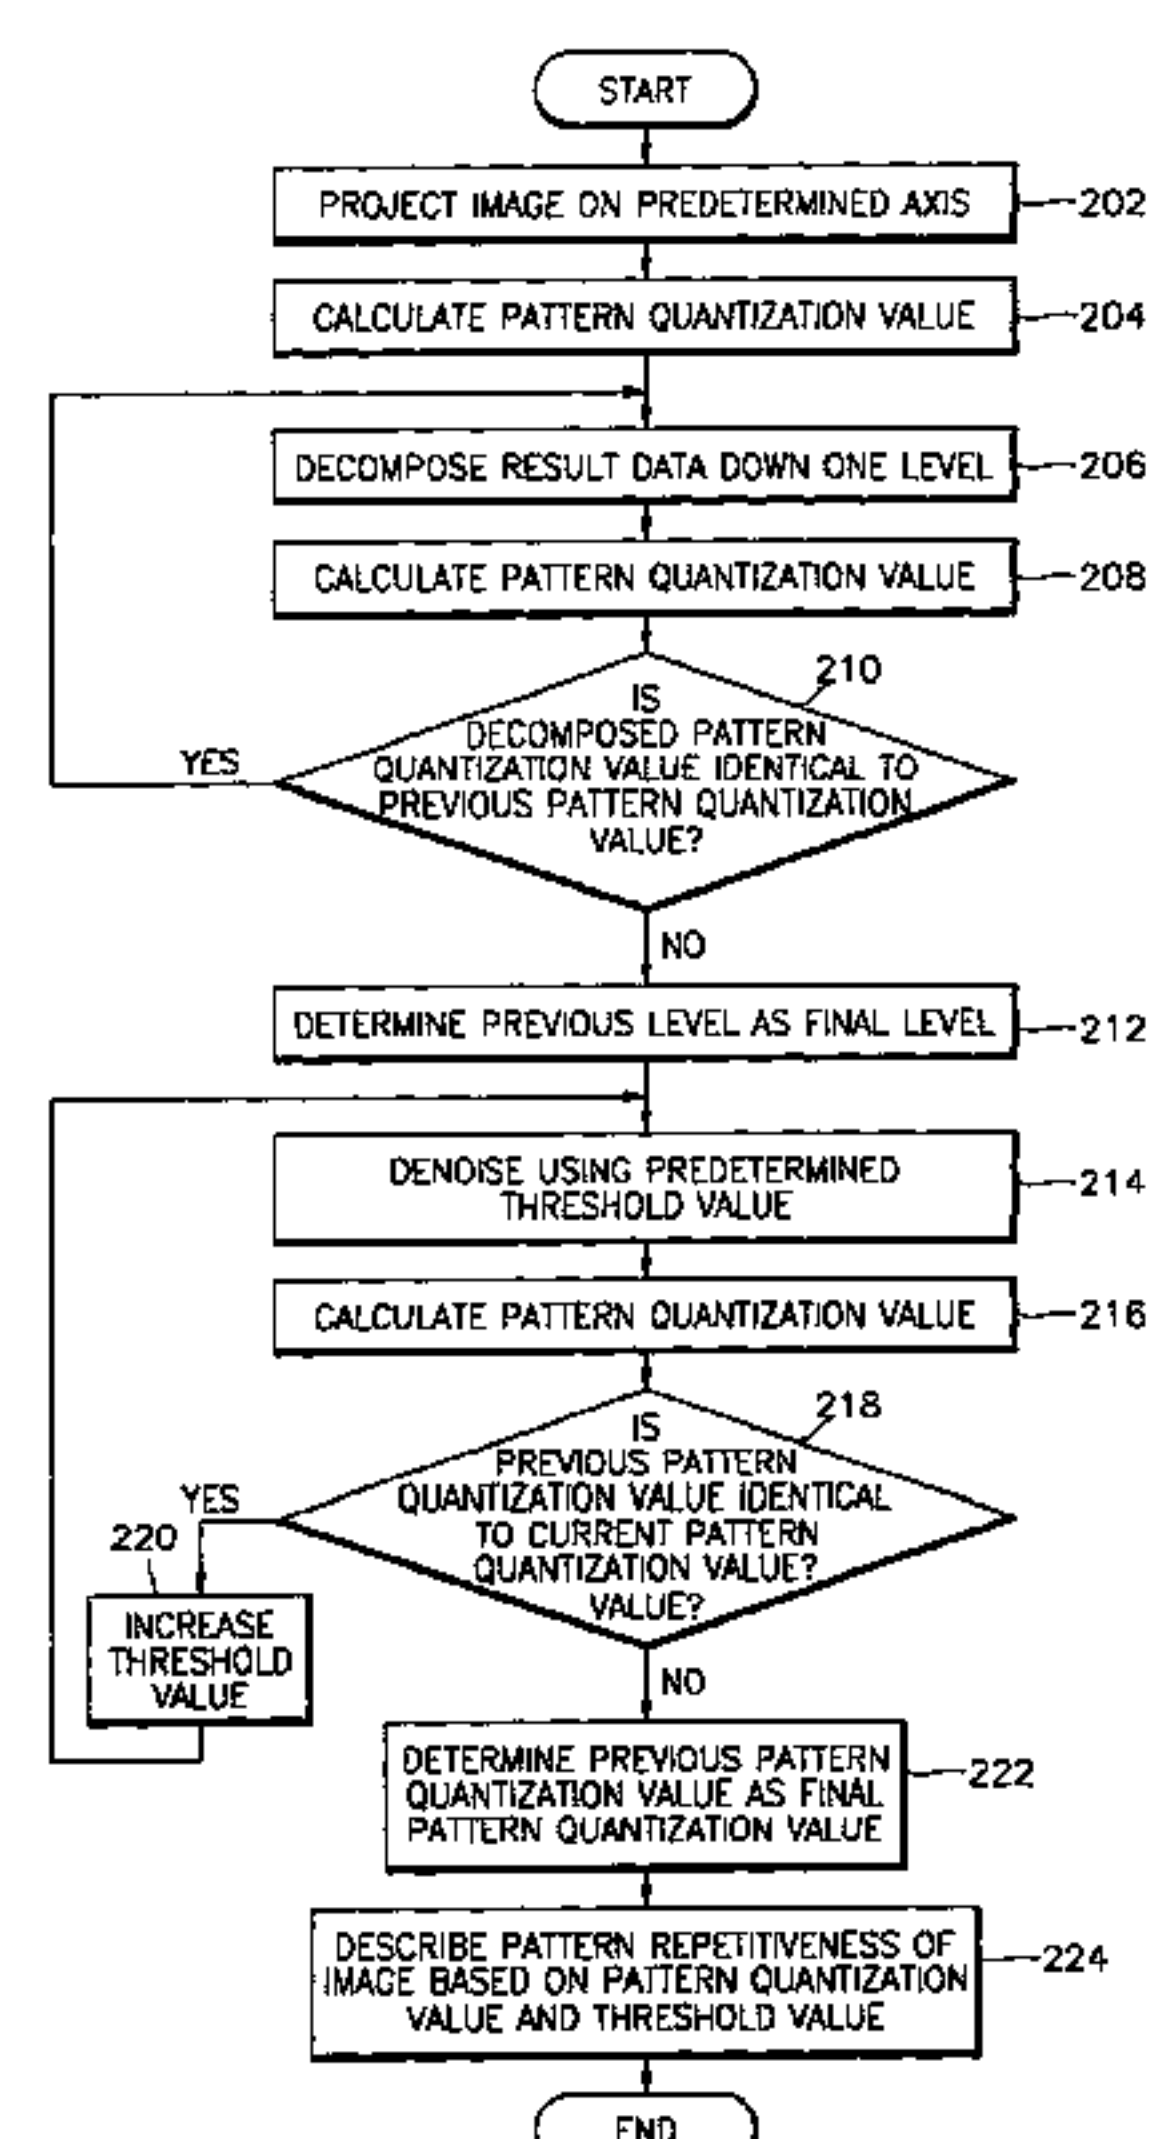 START
PROJECT IMAGE ON PREDETERMINED AXIS
202
CALCULATE PATTERN QUANTIZATION VALUE
204
DECOMPOSE RESULT DATA DOWN ONE LEVEL
206
CALCULATE PATTERN QUANTIZATION VALUE
208
210
IS
DECOMPOSED PATTERN
QUANTIZATION VALUE IDENTICAL TO
PREVIOUS PATTERN QUANTIZATION
VALUE?
YES
NO
DETERMINE PREVIOUS LEVEL AS FINAL LEVEL
212
DENOISE USING PREDETERMINED
THRESHOLD VALUE
214
CALCULATE PATTERN QUANTIZATION VALUE
216
218
IS
PREVIOUS PATTERN
QUANTIZATION VALUE IDENTICAL
TO CURRENT PATTERN
QUANTIZATION VALUE?
VALUE?
YES
220
INCREASE
THRESHOLD
VALUE
NO
DETERMINE PREVIOUS PATTERN
QUANTIZATION VALUE AS FINAL
PATTERN QUANTIZATION VALUE
222
DESCRIBE PATTERN REPETITIVENESS OF
IMAGE BASED ON PATTERN QUANTIZATION
VALUE AND THRESHOLD VALUE
224
END